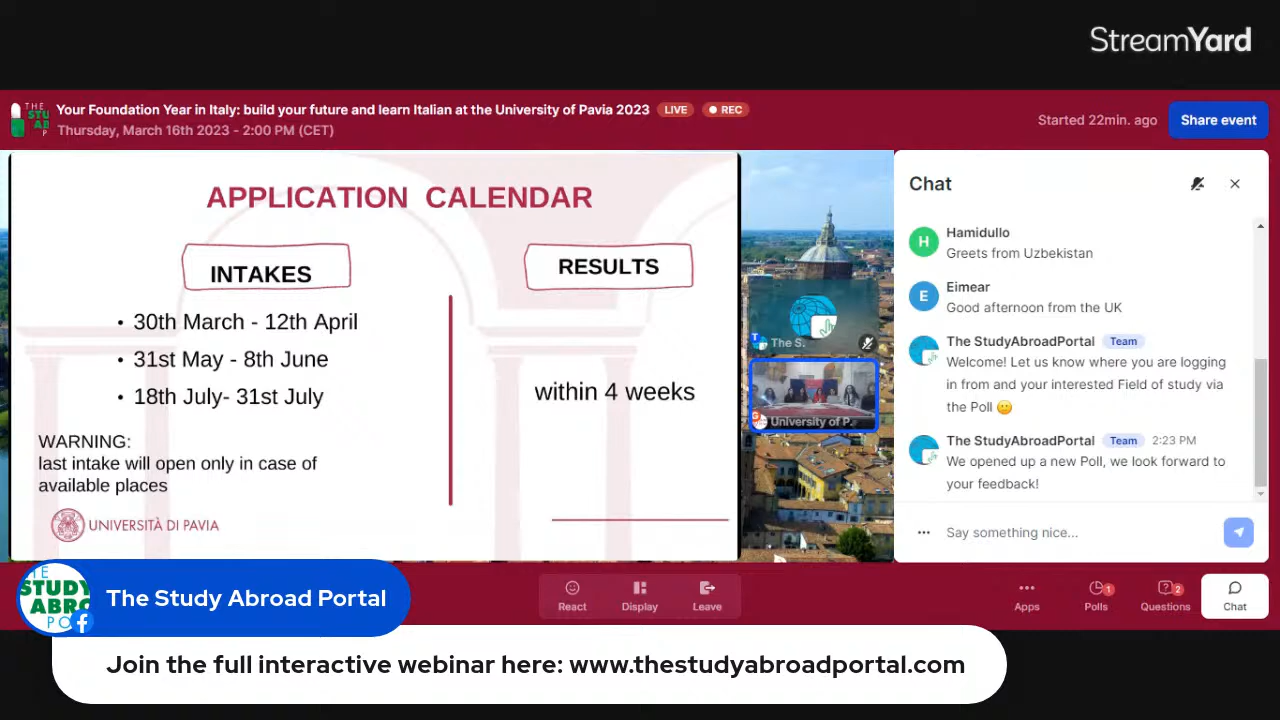 StreamYard
Your Foundation Year in Italy: build your future and learn Italian at the University of Pavia 2023 LIVE REC
Thursday, March 16th 2023 - 2:00 PM (CET)
Started 22min. ago
Share event
APPLICATION CALENDAR
INTAKES
• 30th March - 12th April
• 31st May - 8th June
• 18th July- 31st July
WARNING:
last intake will open only in case of
available places
UNIVERSITÀ DI PAVIA
RESULTS
within 4 weeks
The S.
University of P.
Chat
H
Hamidullo
Greets from Uzbekistan
E
Eimear
Good afternoon from the UK
The StudyAbroadPortal Team
Welcome! Let us know where you are logging
in from and your interested Field of study via
the Poll
The StudyAbroadPortal Team 2:23 PM
We opened up a new Poll, we look forward to
your feedback!
Say something nice...
React
Display
Leave
Apps
Polls 1
Questions 2
Chat
STUDY
The Study Abroad Portal
Join the full interactive webinar here: www.thestudyabroadportal.com